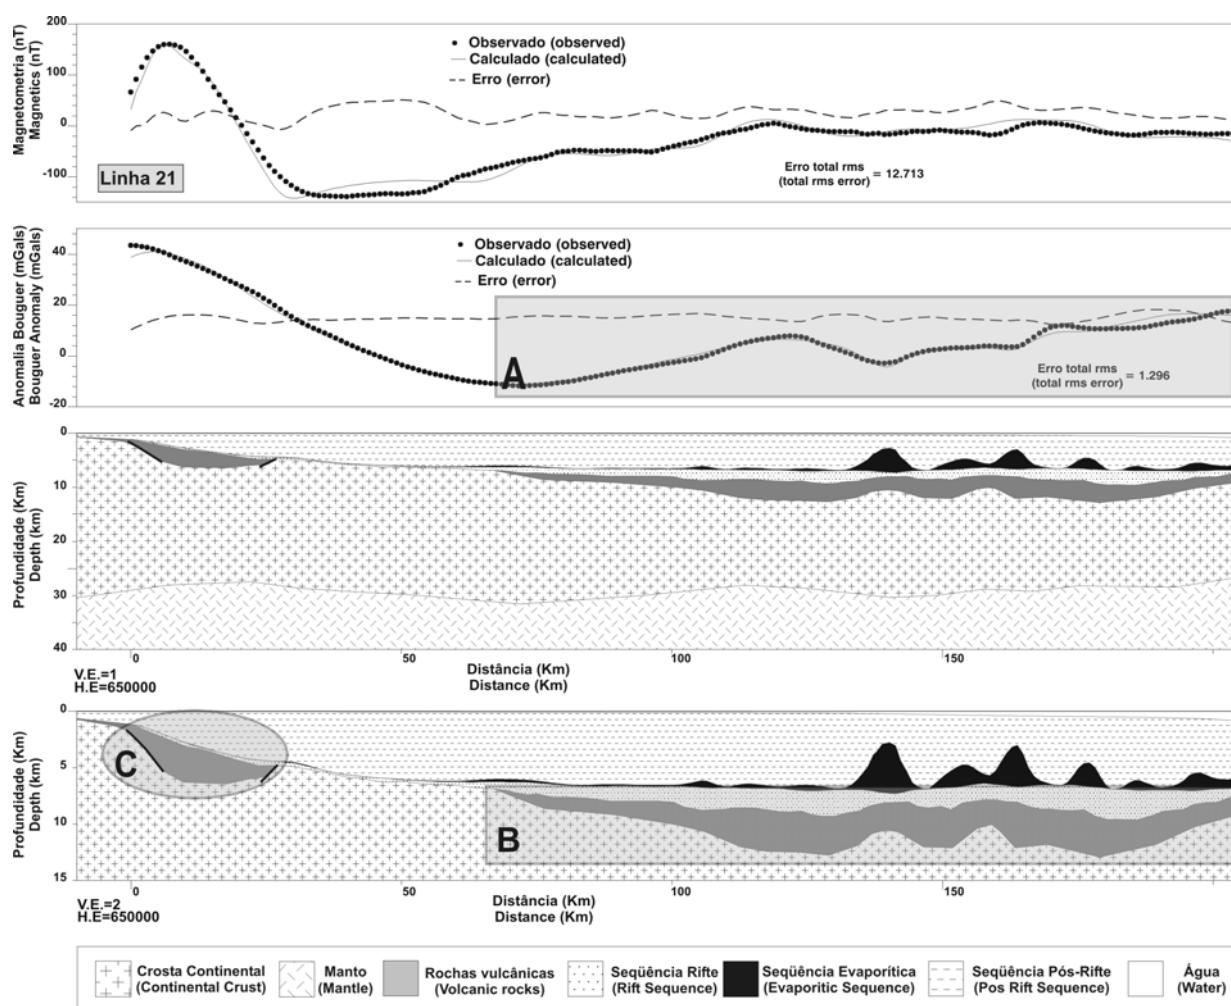 200
100
0
-100
Magnetometria (nT)
Magnetics (nT)
Observado (observed)
Calculado (calculated)
Erro (error)
Linha 21
Erro total rms
(total rms error) = 12.713
40
20
0
-20
Anomalia Bouguer (mGals)
Bouguer Anomaly (mGals)
Observado (observed)
Calculado (calculated)
Erro (error)
A
Erro total rms
(total rms error) = 1.296
0
10
20
30
40
Profundidade (Km)
Depth (km)
0
50
100
150
Distância (Km)
Distance (Km)
V.E.=1
H.E=650000
0
5
10
15
Profundidade (Km)
Depth (km)
C
B
0
50
100
150
Distância (Km)
Distance (Km)
V.E.=2
H.E=650000
Crosta Continental
(Continental Crust)
Manto
(Mantle)
Rochas vulcânicas
(Volcanic rocks)
Seqüência Rifte
(Rift Sequence)
Seqüência Evaporítica
(Evaporitic Sequence)
Seqüência Pós-Rifte
(Pos Rift Sequence)
Água
(Water)